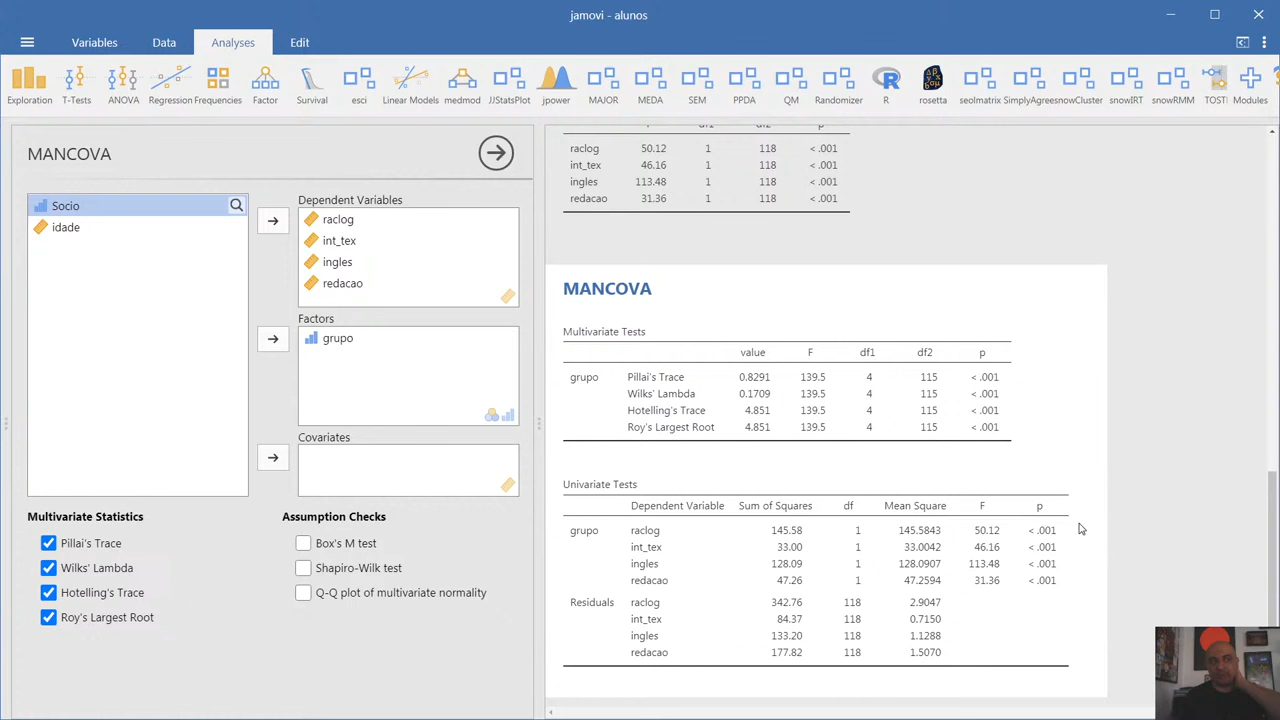 jamovi - alunos
Variables Data Analyses Edit
Exploration T-Tests ANOVA Regression Frequencies Factor Survival esci Linear Models medmod JJStatsPlot jpower MAJOR MEDA SEM PPDA QM Randomizer R rosetta seolmatrix SimplyAgree snowCluster snowIRT snowRMM TOST Modules
MANCOVA
Socio
idade
Dependent Variables
raclog
int_tex
ingles
redacao
Factors
grupo
Covariates
Multivariate Statistics
Pillai's Trace
Wilks' Lambda
Hotelling's Trace
Roy's Largest Root
Assumption Checks
Box's M test
Shapiro-Wilk test
Q-Q plot of multivariate normality
df1 df2 p
raclog 50.12 1 118 < .001
int_tex 46.16 1 118 < .001
ingles 113.48 1 118 < .001
redacao 31.36 1 118 < .001
MANCOVA
Multivariate Tests
value F df1 df2 p
grupo Pillai's Trace 0.8291 139.5 4 115 < .001
Wilks' Lambda 0.1709 139.5 4 115 < .001
Hotelling's Trace 4.851 139.5 4 115 < .001
Roy's Largest Root 4.851 139.5 4 115 < .001
Univariate Tests
Dependent Variable Sum of Squares df Mean Square F p
grupo raclog 145.58 1 145.5843 50.12 < .001
int_tex 33.00 1 33.0042 46.16 < .001
ingles 128.09 1 128.0907 113.48 < .001
redacao 47.26 1 47.2594 31.36 < .001
Residuals raclog 342.76 118 2.9047
int_tex 84.37 118 0.7150
ingles 133.20 118 1.1288
redacao 177.82 118 1.5070